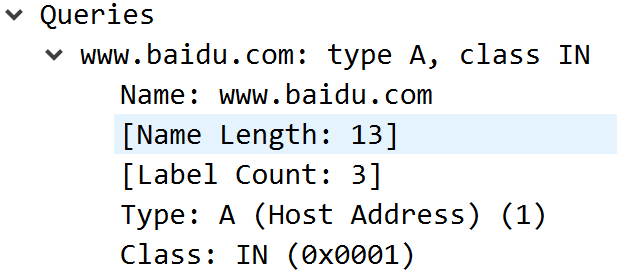 Queries
www.baidu.com: type A, class IN
Name: www.baidu.com
[Name Length: 13]
[Label Count: 3]
Type: A (Host Address) (1)
Class: IN (0x0001)